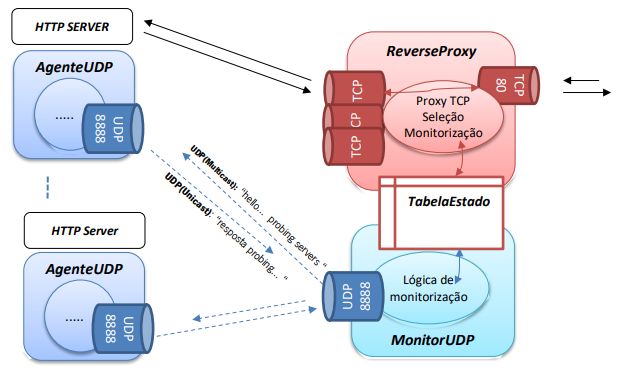 HTTP SERVER
AgenteUDP
.....
UDP
8888
HTTP Server
AgenteUDP
.....
UDP
8888
UDP(Multicast): "hello... probing servers "
UDP(Unicast): "resposta probing... "
ReverseProxy
TCP
CP
TCP
TCP
80
Proxy TCP
Seleção
Monitorização
TabelaEstado
UDP
8888
Lógica de
monitorização
MonitorUDP